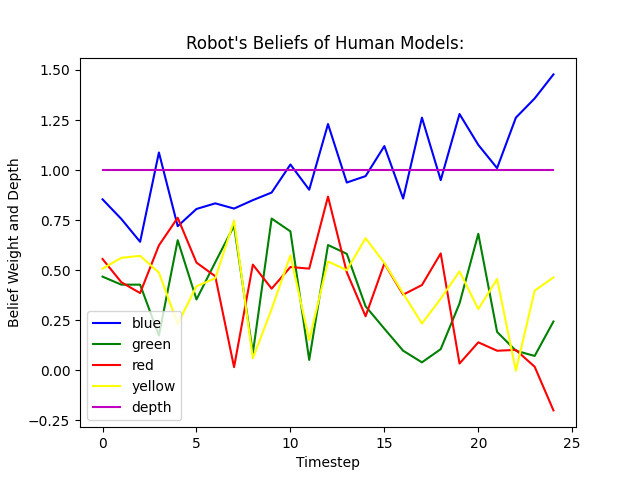 Robot's Beliefs of Human Models:
Belief Weight and Depth
1.50
1.25
1.00
0.75
0.50
0.25
0.00
−0.25
blue
green
red
yellow
depth
0 5 10 15 20 25
Timestep